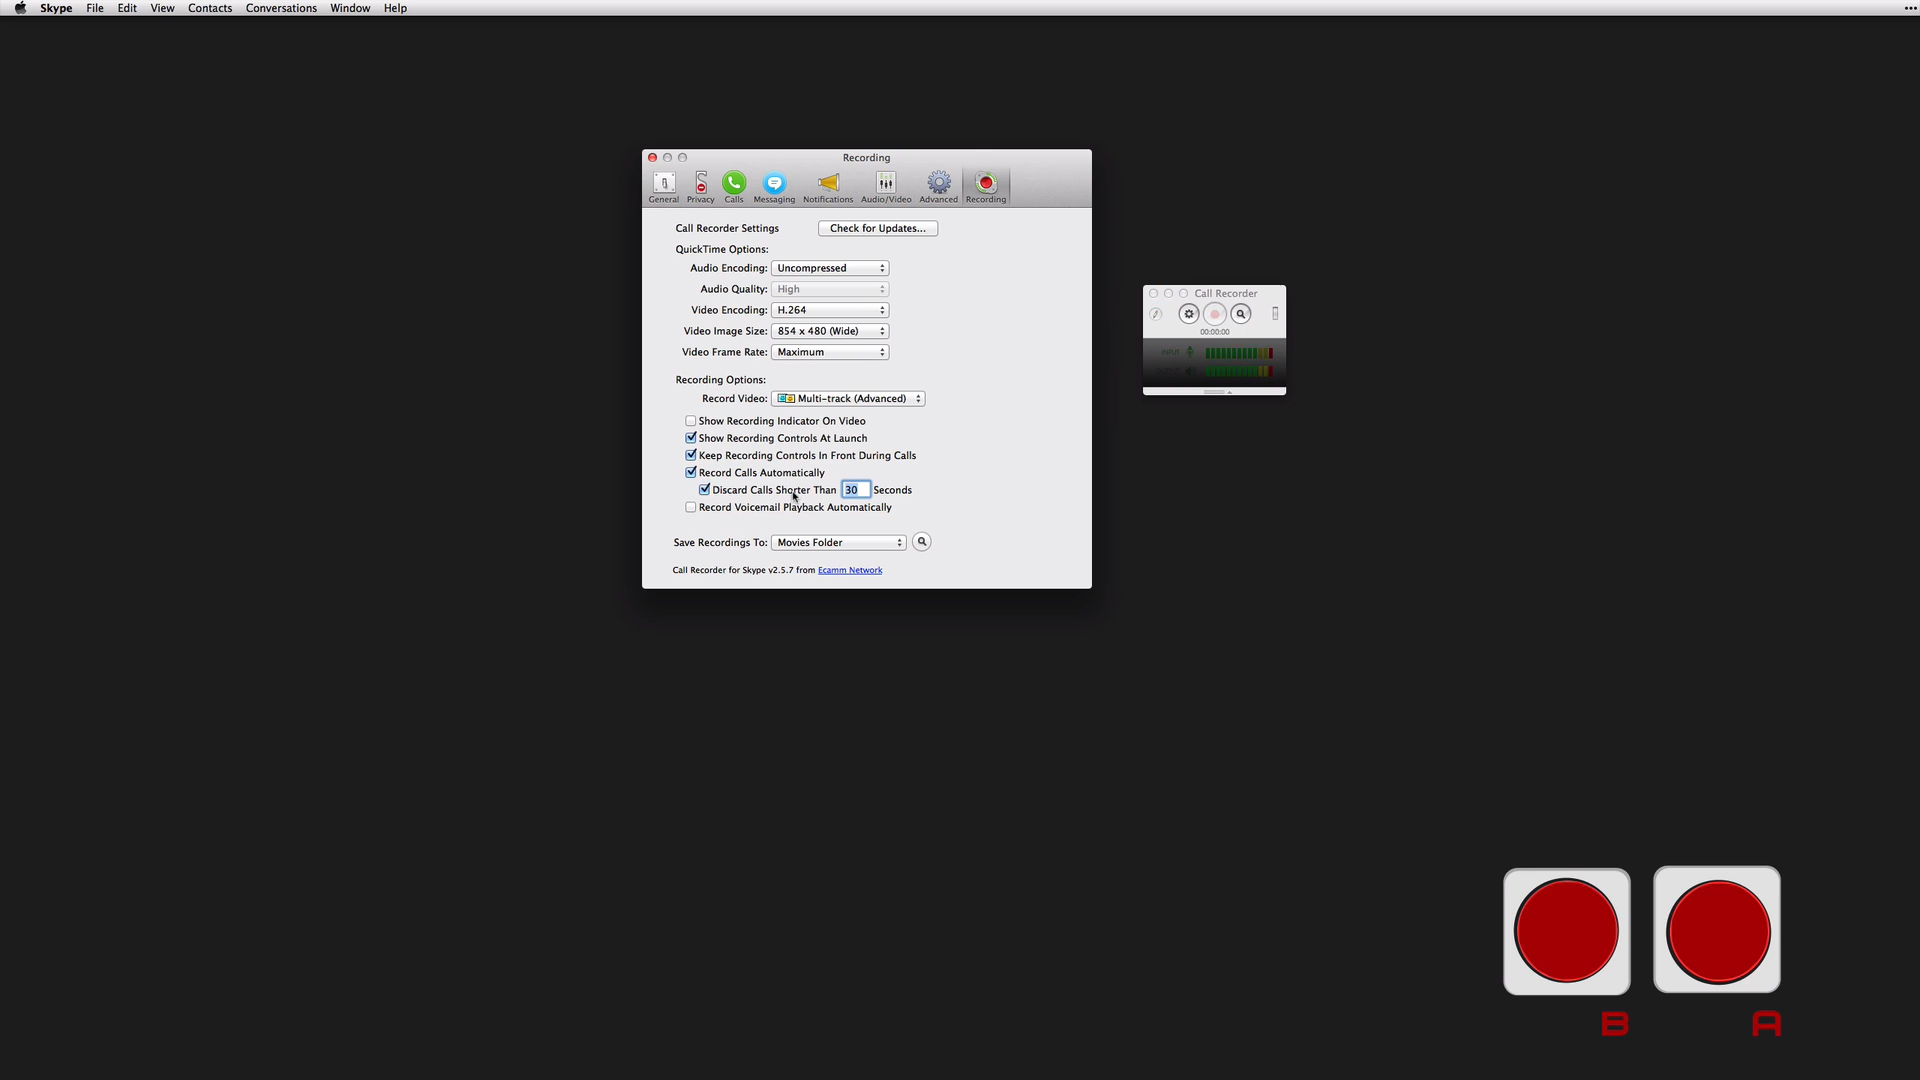 Skype File Edit View Contacts Conversations Window Help
Recording
General Privacy Calls Messaging Notifications Audio/Video Advanced Recording
Call Recorder Settings Check for Updates...
QuickTime Options:
Audio Encoding: Uncompressed
Audio Quality: High
Video Encoding: H.264
Video Image Size: 854 x 480 (Wide)
Video Frame Rate: Maximum
Recording Options:
Record Video: Multi-track (Advanced)
Show Recording Indicator On Video
Show Recording Controls At Launch
Keep Recording Controls In Front During Calls
Record Calls Automatically
Discard Calls Shorter Than 30 Seconds
Record Voicemail Playback Automatically
Save Recordings To: Movies Folder
Call Recorder for Skype v2.5.7 from Ecamm Network
Call Recorder
00:00:00
INPUT
B A